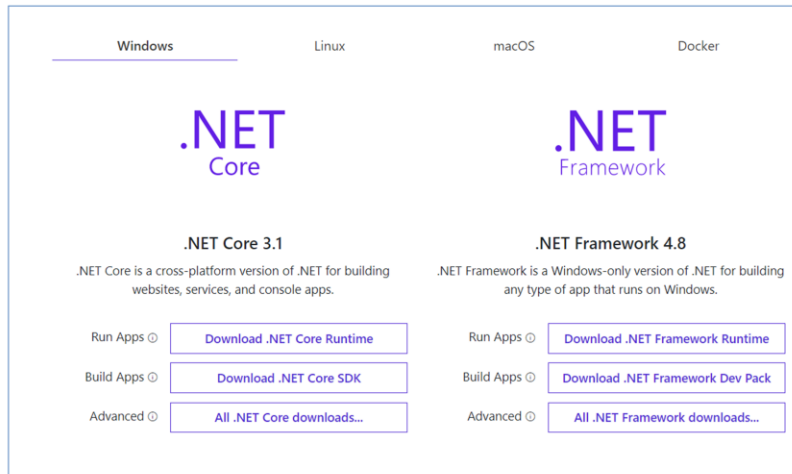 Windows
Linux
macOS
Docker
.NET
Core
.NET Core 3.1
.NET Core is a cross-platform version of .NET for building
websites, services, and console apps.
Run Apps
Download .NET Core Runtime
Build Apps
Download .NET Core SDK
Advanced
All .NET Core downloads...
.NET
Framework
.NET Framework 4.8
.NET Framework is a Windows-only version of .NET for building
any type of app that runs on Windows.
Run Apps
Download .NET Framework Runtime
Build Apps
Download .NET Framework Dev Pack
Advanced
All .NET Framework downloads...